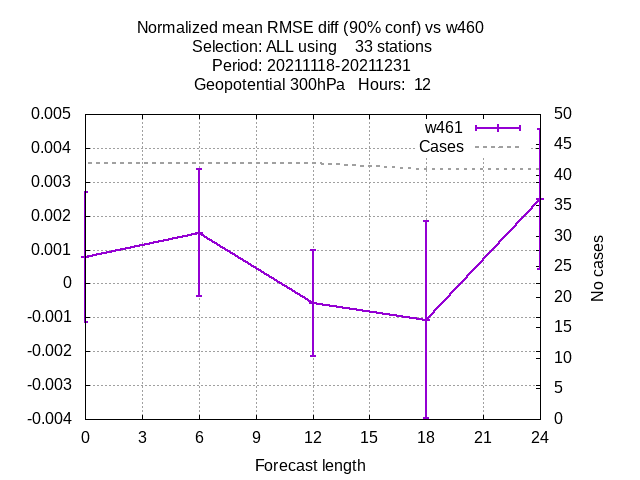 Normalized mean RMSE diff (90% conf) vs w460
Selection: ALL using    33 stations
Period: 20211118-20211231
Geopotential 300hPa   Hours:  12
w461
Cases
0.005
0.004
0.003
0.002
0.001
0
-0.001
-0.002
-0.003
-0.004
50
45
40
35
30
25
20
15
10
5
0
No cases
0 3 6 9 12 15 18 21 24
Forecast length